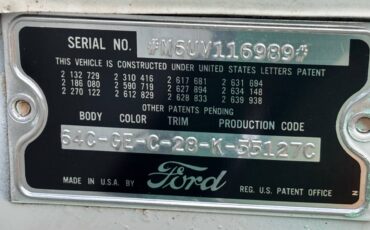 SERIAL NO. *M6UV116989*
THIS VEHICLE IS CONSTRUCTED UNDER UNITED STATES LETTERS PATENT
2 132 729 2 310 416 2 617 681 2 631 694
2 186 080 2 590 719 2 627 894 2 634 148
2 270 122 2 612 829 2 628 833 2 639 938
OTHER PATENTS PENDING
BODY COLOR TRIM PRODUCTION CODE
64C-GE-C-28-K-55127C
MADE IN U.S.A. BY Ford REG. U.S. PATENT OFFICE
N